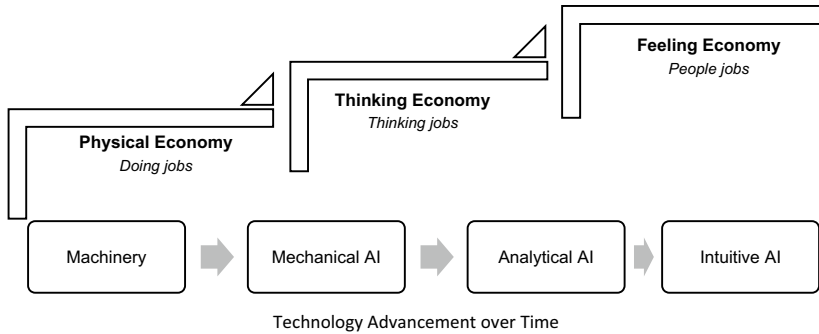 Feeling Economy
People jobs
Thinking Economy
Thinking jobs
Physical Economy
Doing jobs
Machinery
Mechanical AI
Analytical AI
Intuitive AI
Technology Advancement over Time